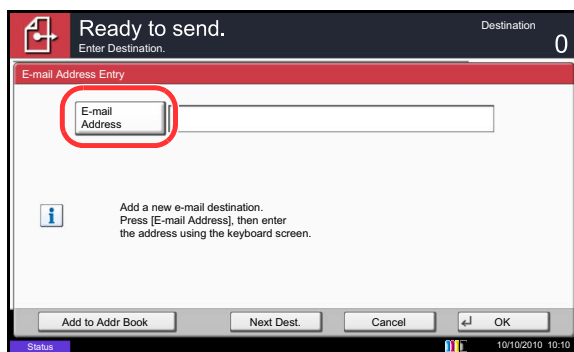 Ready to send.
Destination
Enter Destination.
0
E-mail Address Entry
E-mail
Address
Add a new e-mail destination.
Press [E-mail Address], then enter
the address using the keyboard screen.
Add to Addr Book
Next Dest.
Cancel
OK
Status
10/10/2010 10:10